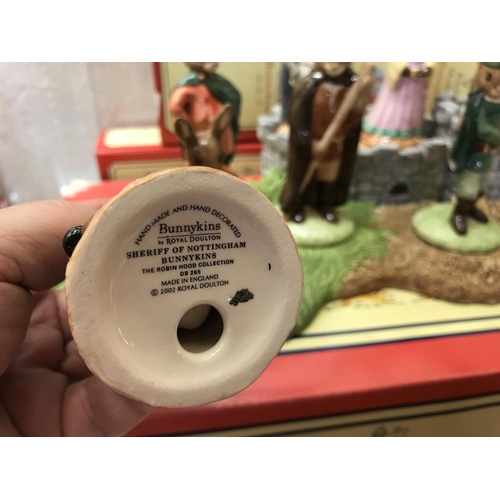 HAND MADE AND HAND DECORATED
Bunnykins
by ROYAL DOULTON
SHERIFF OF NOTTINGHAM
BUNNYKINS
THE ROBIN HOOD COLLECTION
DB 265
MADE IN ENGLAND
© 2002 ROYAL DOULTON